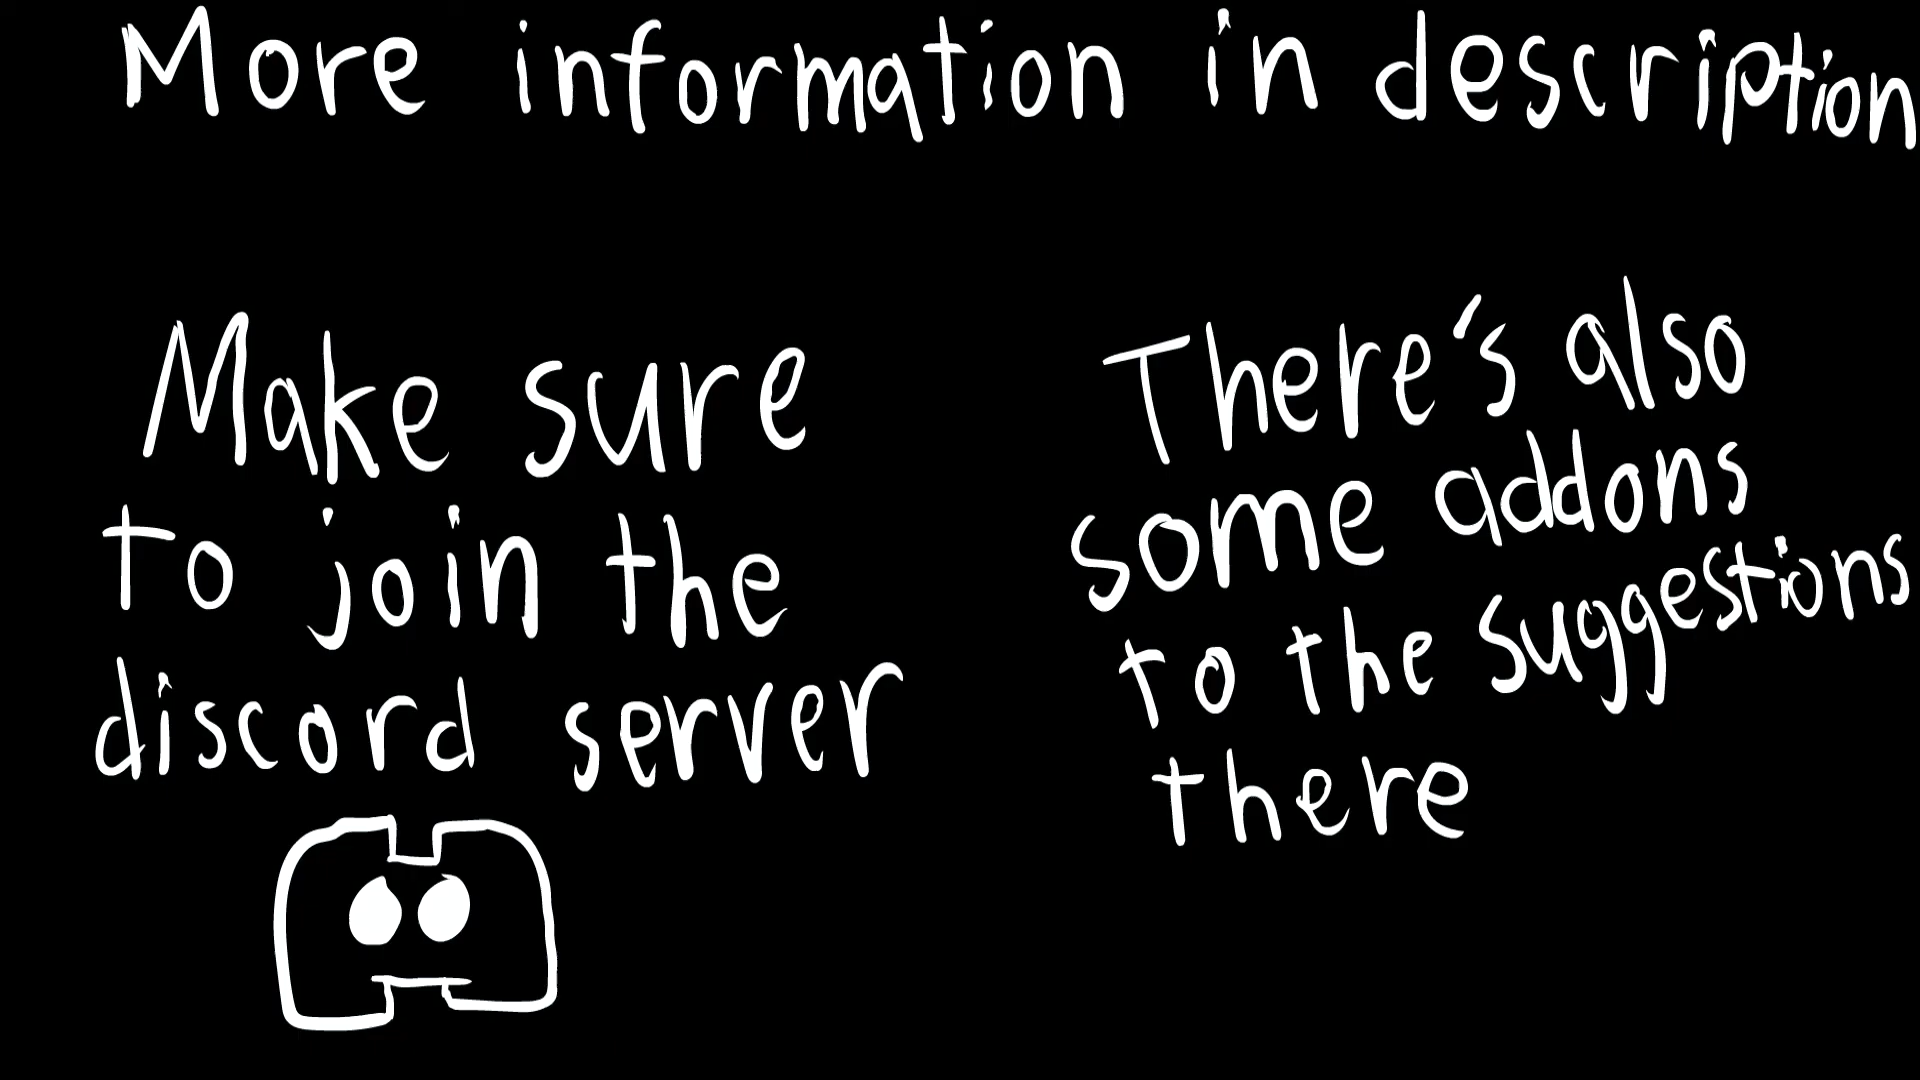 More information in description
Make sure
to join the
discord server
There's also
some addons
to the suggestions
there